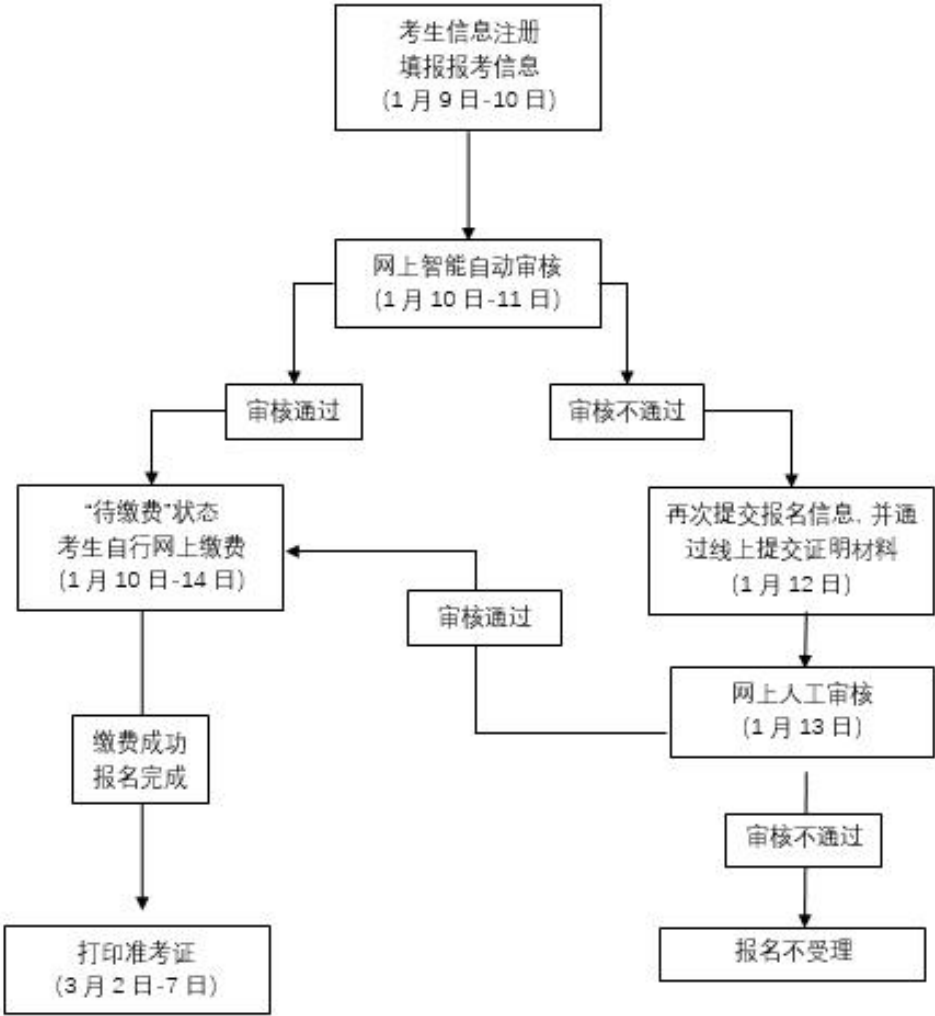 考生信息注册
填报报考信息
(1月9日-10日)
网上智能自动审核
(1月10日-11日)
审核通过
审核不通过
“待缴费”状态
考生自行网上缴费
(1月10日-14日)
再次提交报名信息, 并通
过线上提交证明材料
(1月12日)
审核通过
网上人工审核
(1月13日)
缴费成功
报名完成
审核不通过
打印准考证
(3月2日-7日)
报名不受理